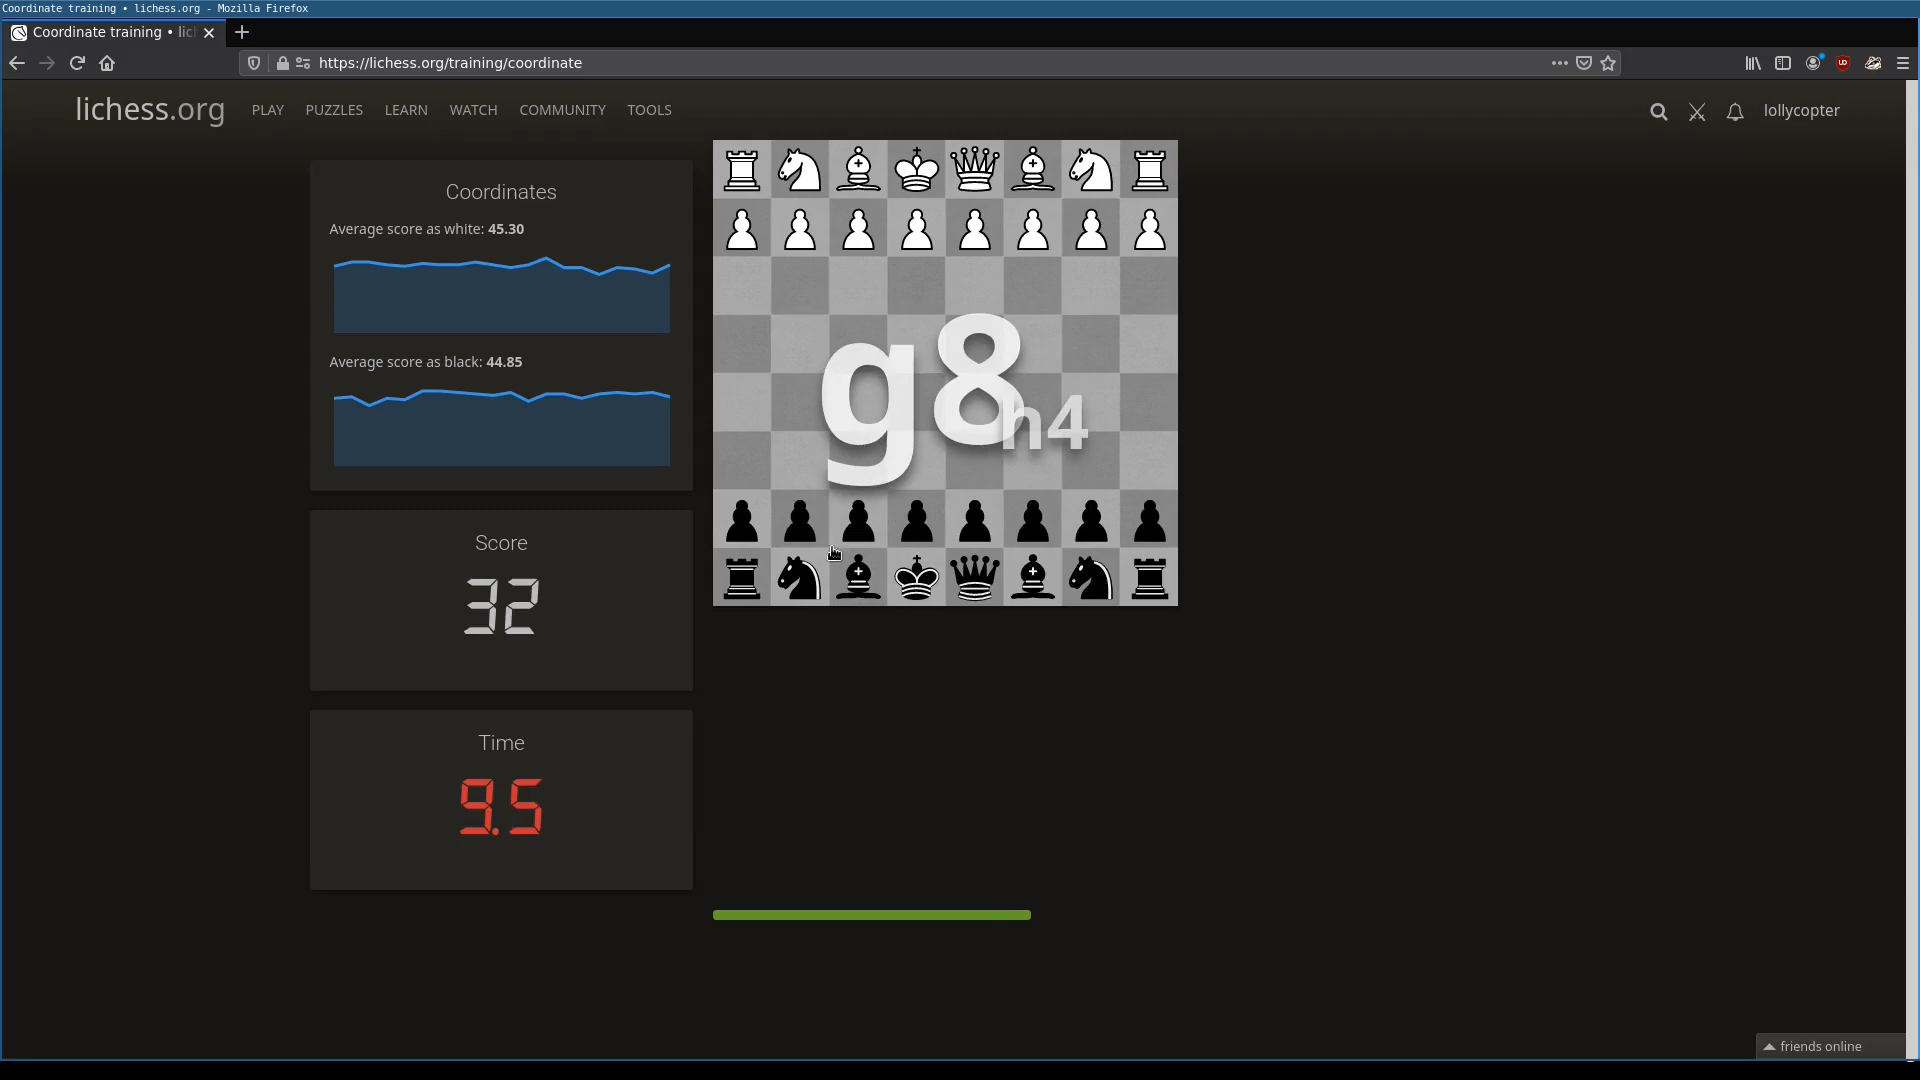 Coordinate training • lichess.org - Mozilla Firefox
Coordinate training • lic
https://lichess.org/training/coordinate
lichess.org PLAY PUZZLES LEARN WATCH COMMUNITY TOOLS lollycopter
Coordinates
Average score as white: 45.30
Average score as black: 44.85
g8
h4
Score
32
Time
9.5
friends online